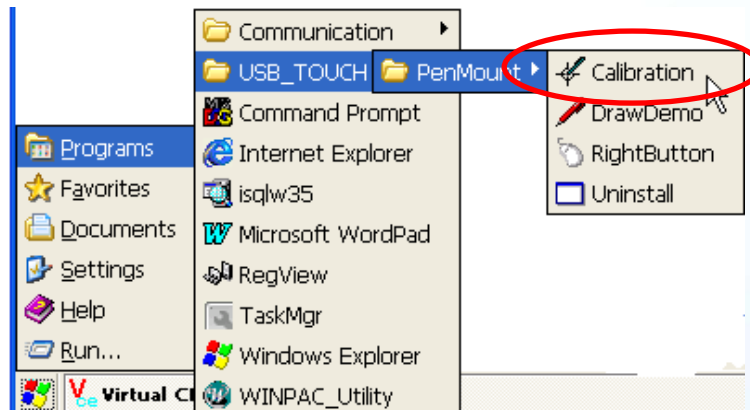 Communication
USB_TOUCH
PenMount
Calibration
Command Prompt
DrawDemo
Programs
Internet Explorer
RightButton
Favorites
isqlw35
Uninstall
Documents
Microsoft WordPad
Settings
RegView
Help
TaskMgr
Run...
Windows Explorer
Virtual
WINPAC_Utility